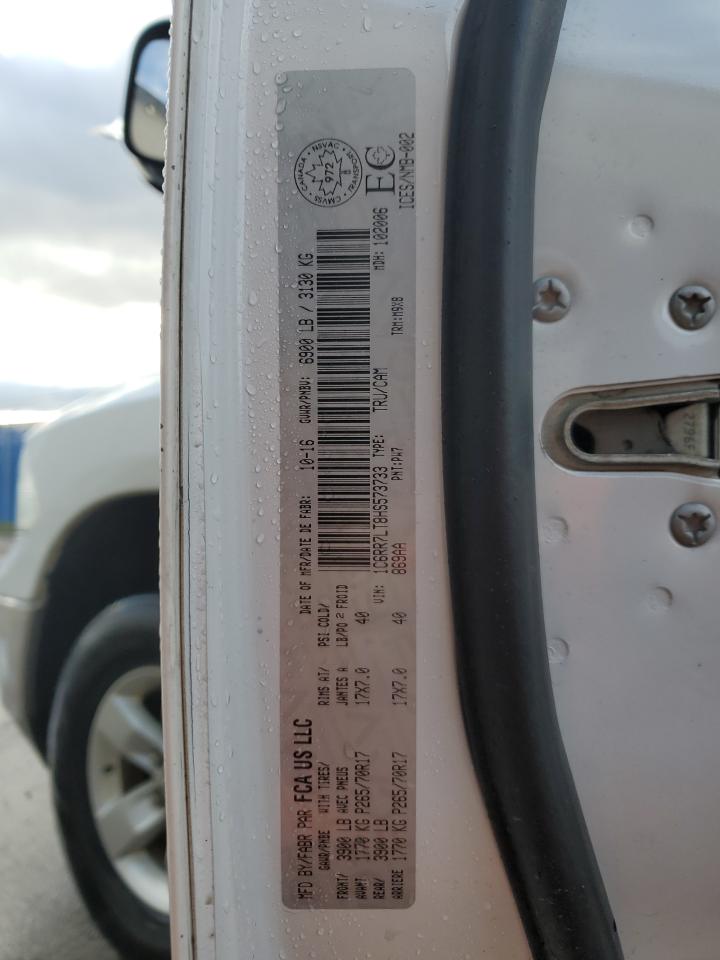 MFD BY/FABR PAR FCA US LLC
DATE OF MFR/DATE DE FABR: 10-16
GVWR/PNBV: 6900 LB / 3130 KG
GAWR/PNBE WITH TIRES/ RIMS AT/ PSI COLD/
FRONT/ 3900 LB AVEC PNEUS JANTES A LB/PO2 FROID
AVANT 1770 KG P265/70R17 17X7.0 40
REAR/ 3900 LB
ARRIERE 1770 KG P265/70R17 17X7.0 40
VIN: 1C6RR7LT8HS573733 TYPE: TRU/CAM
MDH: 102006
869AA PNT: PW7 TRM: M9X8
ICES/NMB-002
CANADA · NSVAC
972
CMVSS · TRANSPORT
EC